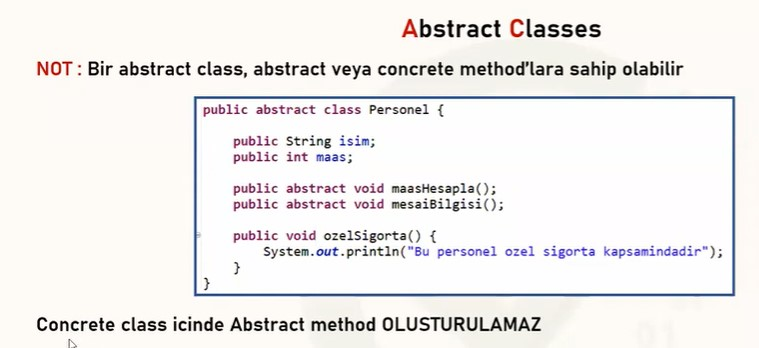 Abstract Classes
NOT : Bir abstract class, abstract veya concrete method'lara sahip olabilir
public abstract class Personel {
public String isim;
public int maas;
public abstract void maasHesapla();
public abstract void mesaiBilgisi();
public void ozelSigorta() {
System.out.println("Bu personel ozel sigorta kapsamindadir");
}
}
Concrete class icinde Abstract method OLUSTURULAMAZ